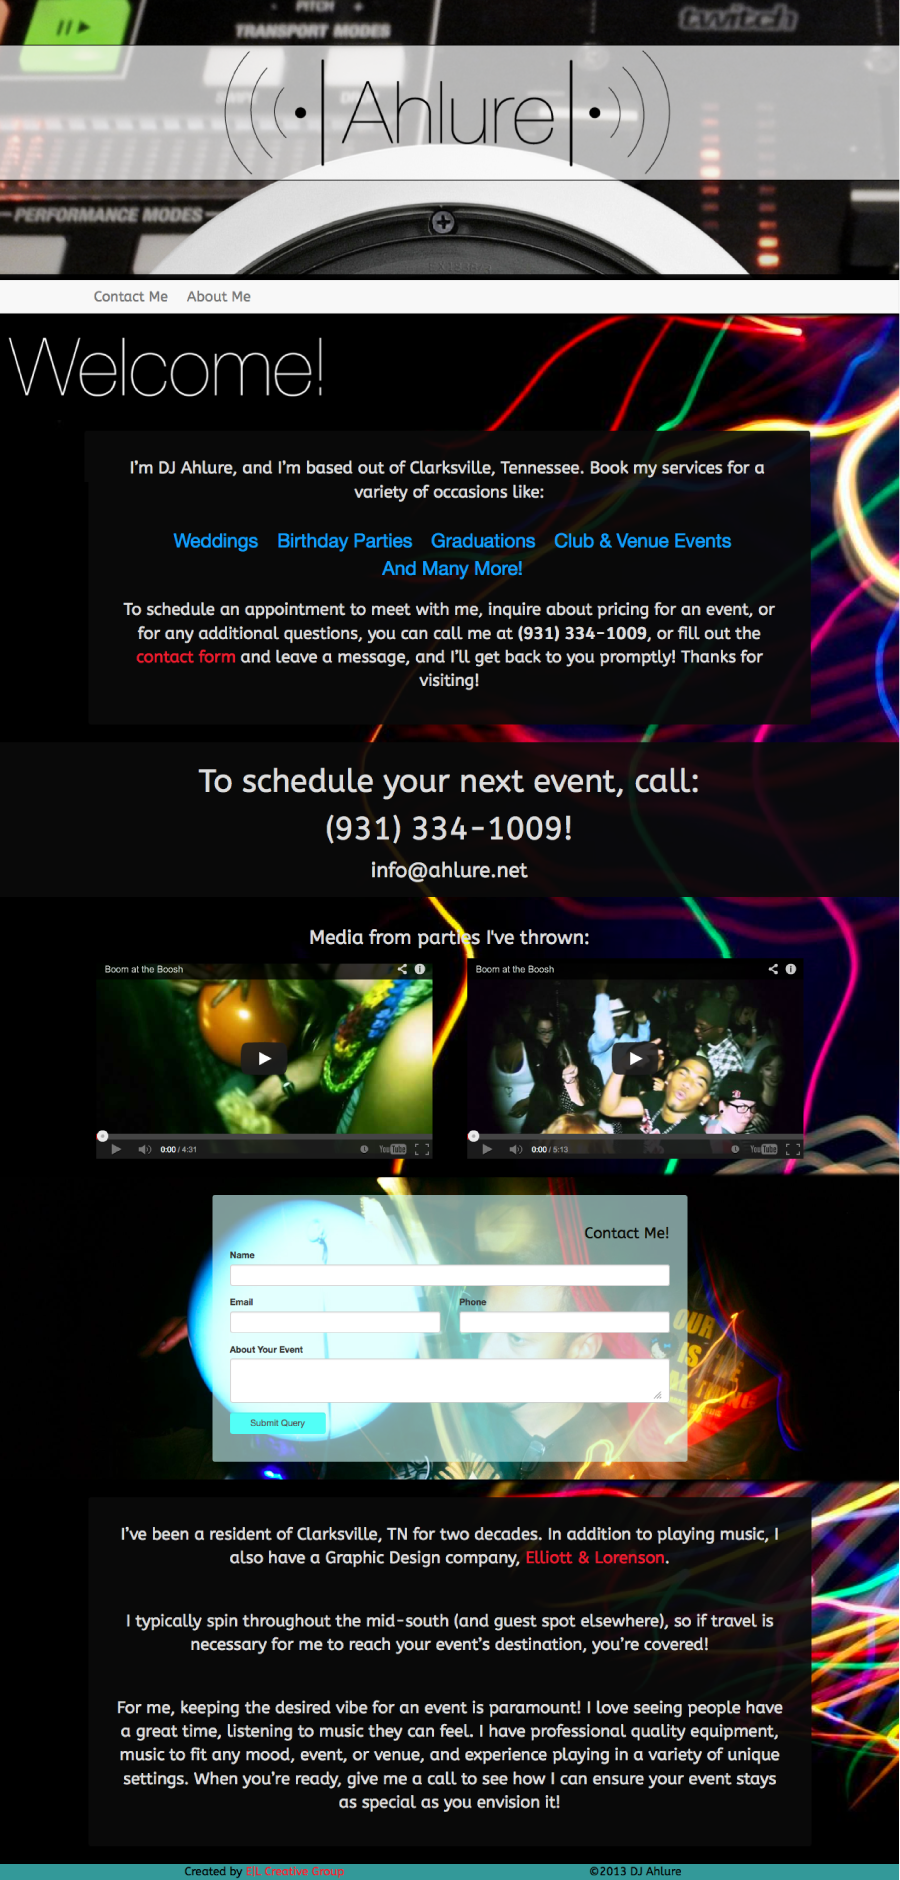 PITCH
TRANSPORT MODES
twitch
Ahlure
PERFORMANCE MODES
Contact Me About Me
Welcome!
I’m DJ Ahlure, and I’m based out of Clarksville, Tennessee. Book my services for a
variety of occasions like:
Weddings Birthday Parties Graduations Club & Venue Events
And Many More!
To schedule an appointment to meet with me, inquire about pricing for an event, or
for any additional questions, you can call me at (931) 334-1009, or fill out the
contact form and leave a message, and I’ll get back to you promptly! Thanks for
visiting!
To schedule your next event, call:
(931) 334-1009!
info@ahlure.net
Media from parties I've thrown:
Boom at the Boosh
0:00 / 4:31 YouTube
Boom at the Boosh
0:00 / 5:13 YouTube
Contact Me!
Name
Email Phone
About Your Event
Submit Query
OUR
IS
I’ve been a resident of Clarksville, TN for two decades. In addition to playing music, I
also have a Graphic Design company, Elliott & Lorenson.
I typically spin throughout the mid-south (and guest spot elsewhere), so if travel is
necessary for me to reach your event’s destination, you’re covered!
For me, keeping the desired vibe for an event is paramount! I love seeing people have
a great time, listening to music they can feel. I have professional quality equipment,
music to fit any mood, event, or venue, and experience playing in a variety of unique
settings. When you’re ready, give me a call to see how I can ensure your event stays
as special as you envision it!
Created by E|L Creative Group ©2013 DJ Ahlure